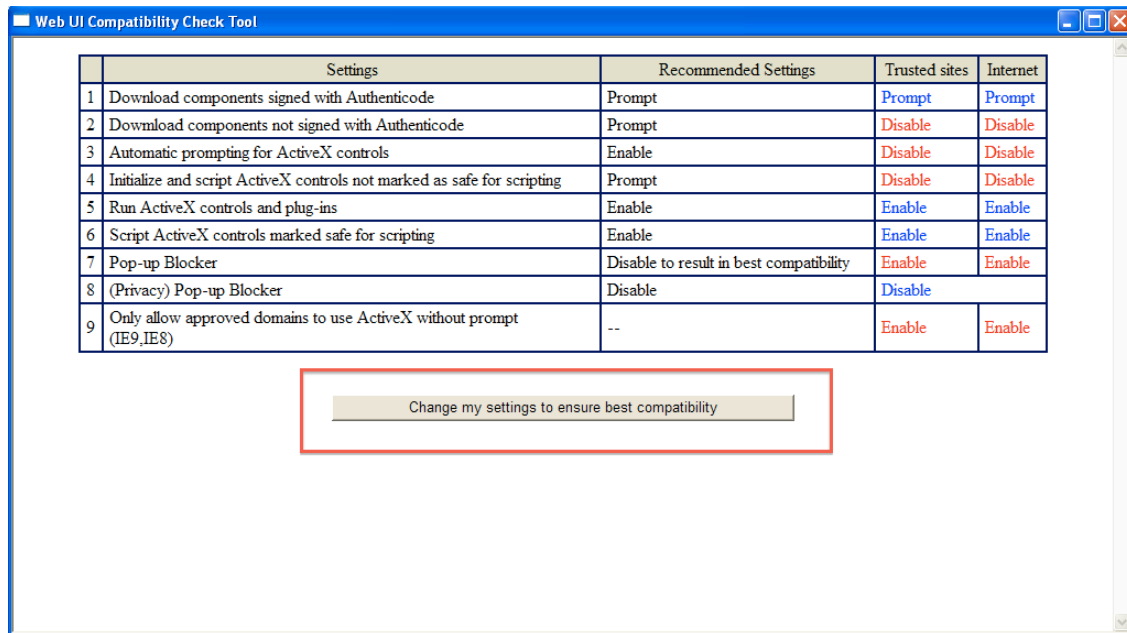 Web UI Compatibility Check Tool
Settings Recommended Settings Trusted sites Internet
1 Download components signed with Authenticode Prompt Prompt Prompt
2 Dowmload components not signed with Authenticode Prompt Disable Disable
3 Automatic prompting for ActiveX controls Enable Disable Disable
4 Initialize and script ActiveX controls not marked as safe for scripting Prompt Disable Disable
5 Run ActiveX controls and plug-ins Enable Enable Enable
6 Script ActiveX controls marked safe for scripting Enable Enable Enable
7 Pop-up Blocker Disable to result in best compatibility Enable Enable
8 (Privacy) Pop-up Blocker Disable Disable
9 Only allow approved domains to use ActiveX without prompt
(IE9,IE8) -- Enable Enable
Change my settings to ensure best compatibility